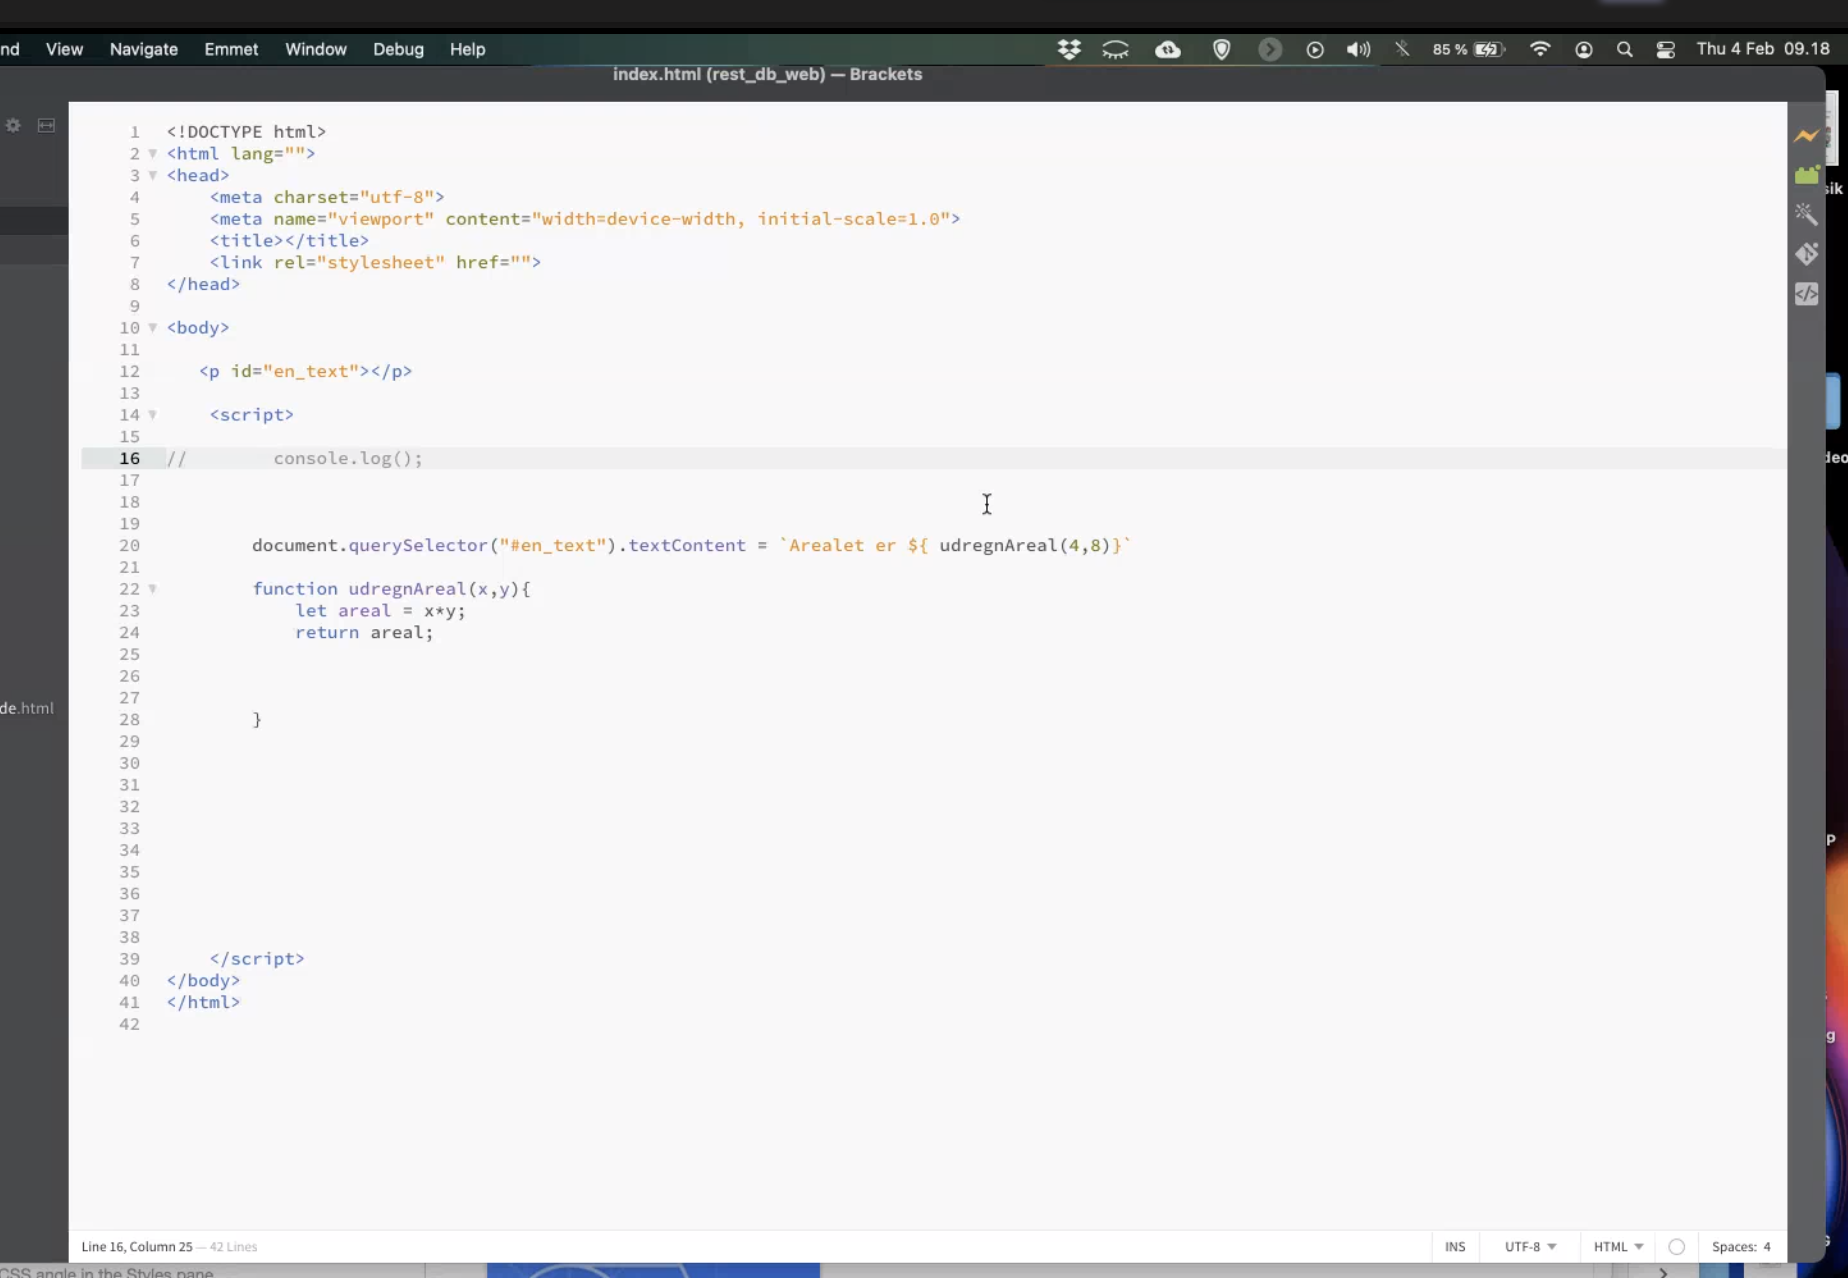 nd View Navigate Emmet Window Debug Help 85 % Thu 4 Feb 09.18
index.html (rest_db_web) — Brackets
1 <!DOCTYPE html>
2 <html lang="">
3 <head>
4 <meta charset="utf-8">
5 <meta name="viewport" content="width=device-width, initial-scale=1.0">
6 <title></title>
7 <link rel="stylesheet" href="">
8 </head>
9
10 <body>
11
12 <p id="en_text"></p>
13
14 <script>
15
16 // console.log();
17
18
19
20 document.querySelector("#en_text").textContent = `Arealet er ${ udregnAreal(4,8)}`
21
22 function udregnAreal(x,y){
23 let areal = x*y;
24 return areal;
25
26
27
28 }
29
30
31
32
33
34
35
36
37
38
39 </script>
40 </body>
41 </html>
42
de.html
sik
deo
P
g
Line 16, Column 25 — 42 Lines INS UTF-8 HTML Spaces: 4
CSS angle in the Styles pane